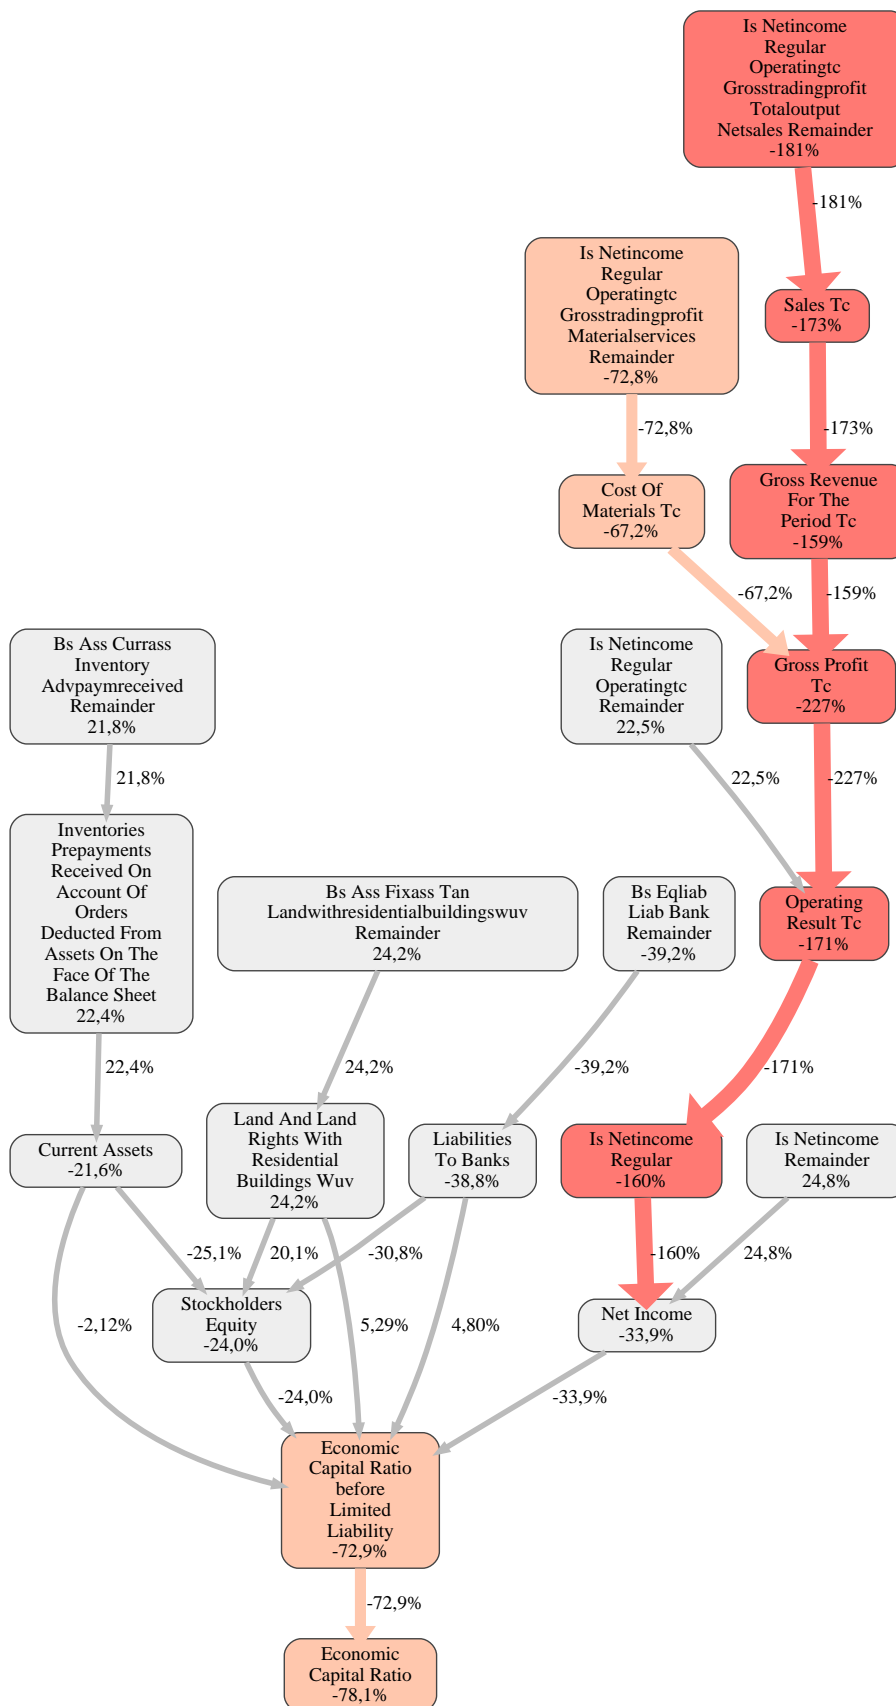 Is Netincome
Regular
Operatingtc
Grosstradingprofit
Totaloutput
Netsales Remainder
-181%
-181%
Is Netincome
Regular
Operatingtc
Grosstradingprofit
Materialservices
Remainder
-72,8%
Sales Tc
-173%
-72,8%
-173%
Cost Of
Materials Tc
-67,2%
Gross Revenue
For The
Period Tc
-159%
-67,2%
-159%
Bs Ass Currass
Inventory
Advpaymreceived
Remainder
21,8%
Is Netincome
Regular
Operatingtc
Remainder
22,5%
Gross Profit
Tc
-227%
21,8%
22,5%
-227%
Inventories
Prepayments
Received On
Account Of
Orders
Deducted From
Assets On The
Face Of The
Balance Sheet
22,4%
Bs Ass Fixass Tan
Landwithresidentialbuildingswuv
Remainder
24,2%
Bs Eqliab
Liab Bank
Remainder
-39,2%
Operating
Result Tc
-171%
22,4%
24,2%
-39,2%
-171%
Current Assets
-21,6%
Land And Land
Rights With
Residential
Buildings Wuv
24,2%
Liabilities
To Banks
-38,8%
Is Netincome
Regular
-160%
Is Netincome
Remainder
24,8%
-25,1%
20,1%
-30,8%
-160%
24,8%
Stockholders
Equity
-24,0%
Net Income
-33,9%
-2,12%
5,29%
4,80%
-24,0%
-33,9%
Economic
Capital Ratio
before
Limited
Liability
-72,9%
-72,9%
Economic
Capital Ratio
-78,1%